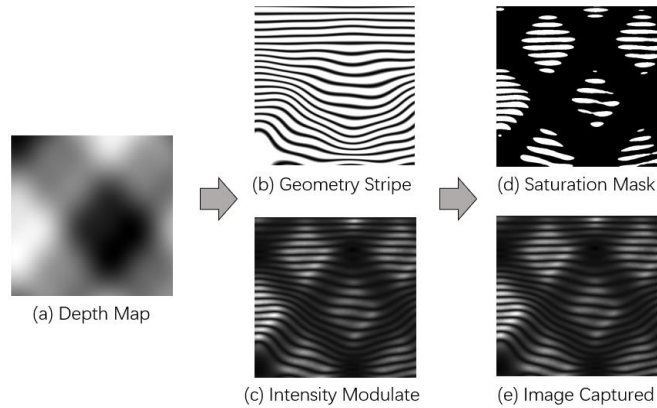 (b) Geometry Stripe
(d) Saturation Mask
(a) Depth Map
(c) Intensity Modulate
(e) Image Captured